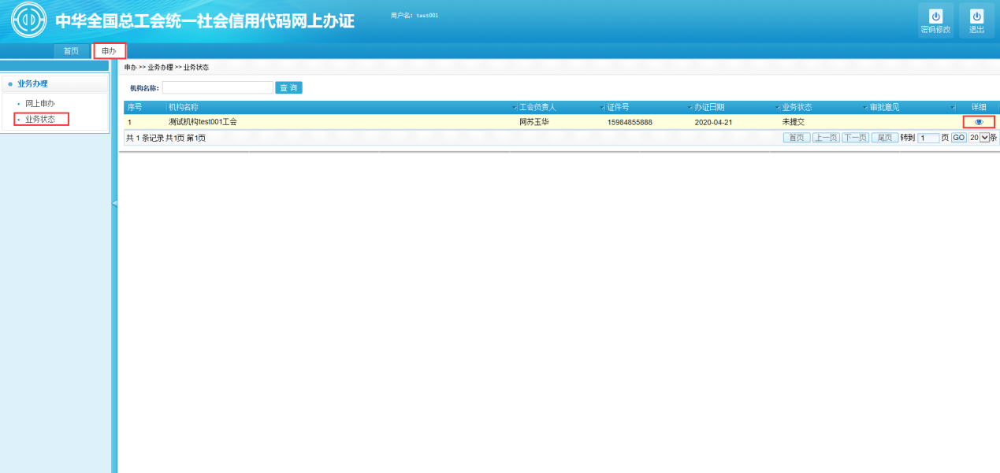 中华全国总工会统一社会信用代码网上办证
用户名: test001
密码修改 退出
首页 申办
申办 >> 业务办理 >> 业务状态
业务办理
网上申办
业务状态
机构名称: 查 询
序号 机构名称 工会负责人 证件号 办证日期 业务状态 审批意见 详细
1 测试机构test001工会 阿苏玉华 15984855888 2020-04-21 未提交
共 1 条记录 共1页 第1页 首页 上一页 下一页 尾页 转到 1 页 GO 20 条